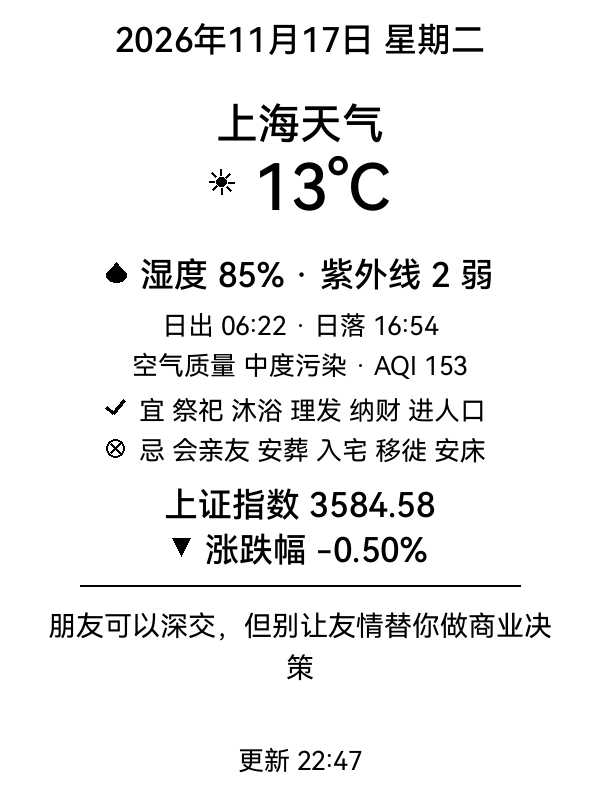 2026年11月17日 星期二
上海天气
13°C
湿度 85% · 紫外线 2 弱
日出 06:22 · 日落 16:54
空气质量 中度污染 · AQI 153
宜 祭祀 沐浴 理发 纳财 进人口
忌 会亲友 安葬 入宅 移徙 安床
上证指数 3584.58
▼ 涨跌幅 -0.50%
朋友可以深交，但别让友情替你做商业决
策
更新 22:47